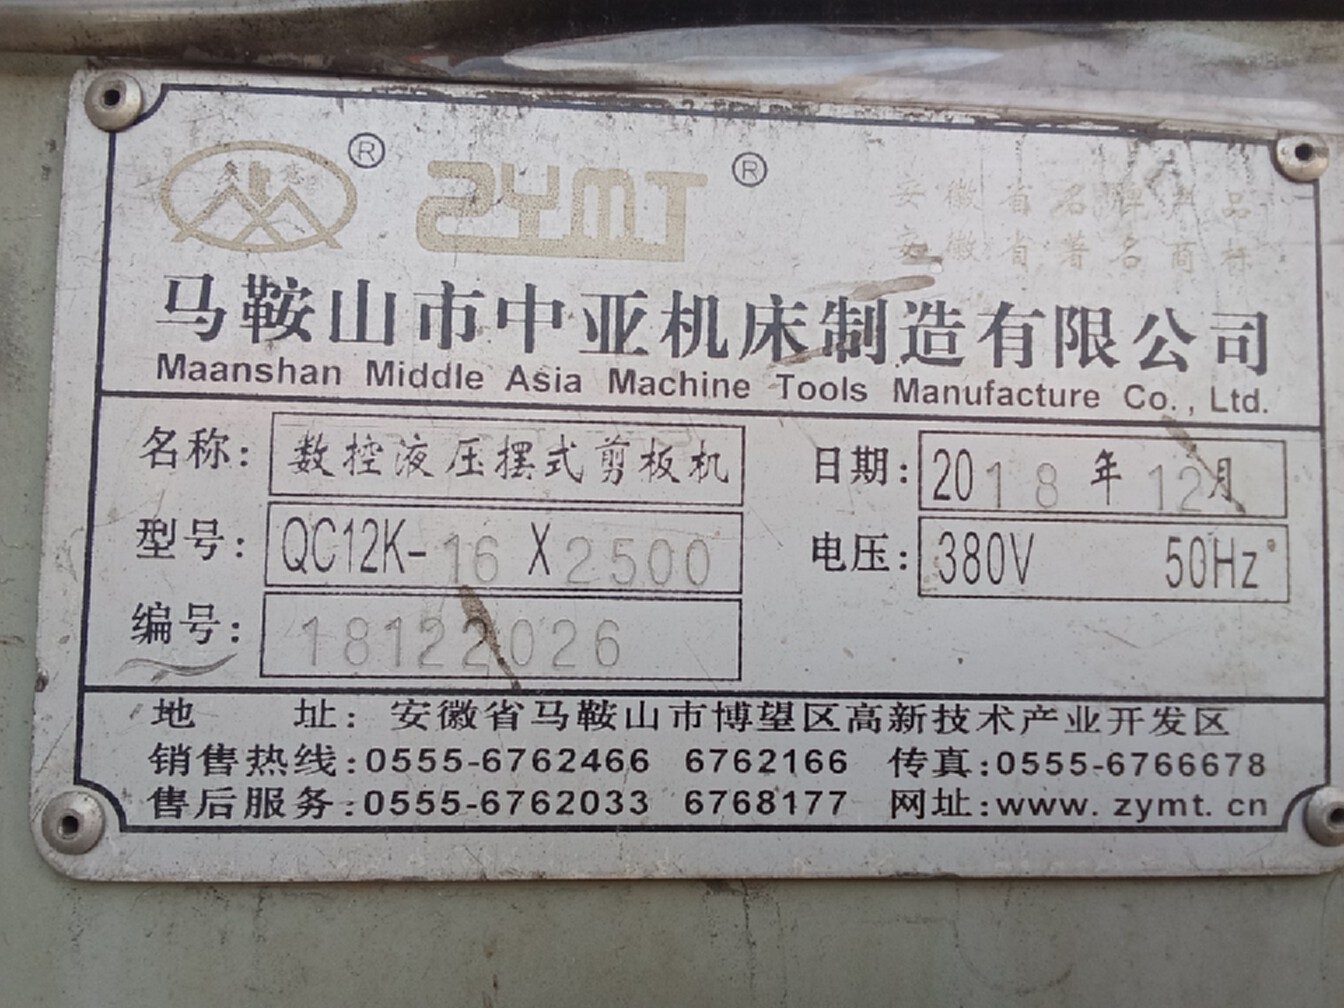 ® ZYMT ®
安徽省名牌产品
安徽省著名商标
马鞍山市中亚机床制造有限公司
Maanshan Middle Asia Machine Tools Manufacture Co., Ltd.
名称: 数控液压摆式剪板机 日期: 2018年12月
型号: QC12K-16X2500 电压: 380V 50Hz
编号: 18122026
地 址: 安徽省马鞍山市博望区高新技术产业开发区
销售热线:0555-6762466 6762166 传真:0555-6766678
售后服务:0555-6762033 6768177 网址:www.zymt.cn